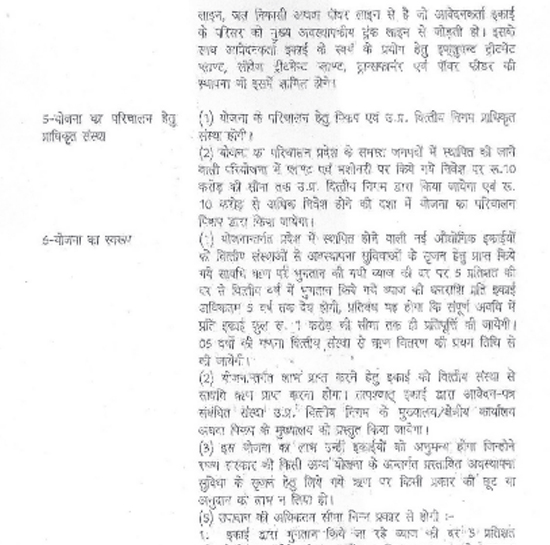 लाइन, जल निकासी अथवा पॉवर लाइन से है जो आवेदनकर्ता इकाई
के परिसर को मुख्य अवस्थापकीय ट्रंक लाइन से जोड़ती हो। इसके
साथ आवेदनकर्ता इकाई के स्वयं के प्रयोग हेतु इफ्लुएन्ट ट्रीटमेंट
प्लाण्ट, सीवेज ट्रीटमेन्ट प्लाण्ट, ट्रान्सफार्मर एवं पॉवर फीडर की
स्थापना भी इसमें शामिल होगी।
5-योजना का परिचालन हेतु प्राधिकृत संस्था
(1) योजना के परिचालन हेतु पिकप एवं उ.प्र. वित्तीय निगम प्राधिकृत
संस्था होगी।
(2) योजना का परिचालन प्रदेश के समस्त जनपदों में स्थापित की जाने
वाली परियोजना में प्लाण्ट एवं मशीनरी पर किये गये निवेश पर रू.10
करोड़ की सीमा तक उ.प्र. वित्तीय निगम द्वारा किया जायेगा एवं रू.
10 करोड़ से अधिक निवेश होने की दशा में योजना का परिचालन
पिकप द्वारा किया जायेगा।
6-योजना का स्वरूप
(1) योजनान्तर्गत प्रदेश में स्थापित होने वाली नई औद्योगिक इकाईयों
को वित्तीय संस्थाओं से अवस्थापना सुविधाओं के सृजन हेतु प्राप्त किये
गये सावधि ऋण पर भुगतान की गयी ब्याज की दर पर 5 प्रतिशत की
दर से वित्तीय वर्ष में भुगतान किये गये ब्याज की धनराशि प्रति इकाई
अधिकतम 5 वर्ष तक देय होगी, प्रतिबंध यह होगा कि संपूर्ण अवधि में
प्रति इकाई कुल रू. 1 करोड़ की सीमा तक ही प्रतिपूर्ति की जायेगी।
05 वर्षों की गणना वित्तीय संस्था से ऋण वितरण की प्रथम तिथि से
की जायेगी।
(2) योजनान्तर्गत लाभ प्राप्त करने हेतु इकाई को वित्तीय संस्था से
सावधि ऋण प्राप्त करना होगा। तत्पश्चात् इकाई द्वारा आवेदन-पत्र
संबंधित संस्था उ.प्र. वित्तीय निगम के मुख्यालय/क्षेत्रीय कार्यालय
अथवा पिकप के मुख्यालय को प्रस्तुत किया जायेगा।
(3) इस योजना का लाभ उन्हीं इकाईयों को अनुमन्य होगा जिन्होंने
राज्य सरकार की किसी अन्य योजना के अन्तर्गत प्रस्तावित अवस्थापना
सुविधा के सृजन हेतु लिये गये ऋण पर किसी प्रकार की छूट या
अनुदान का लाभ न लिया हो।
(5) उपादान की अधिकतम सीमा निम्न प्रकार से होगी :-
1. इकाई द्वारा भुगतान किये जा रहे ब्याज की दर 5 प्रतिशत